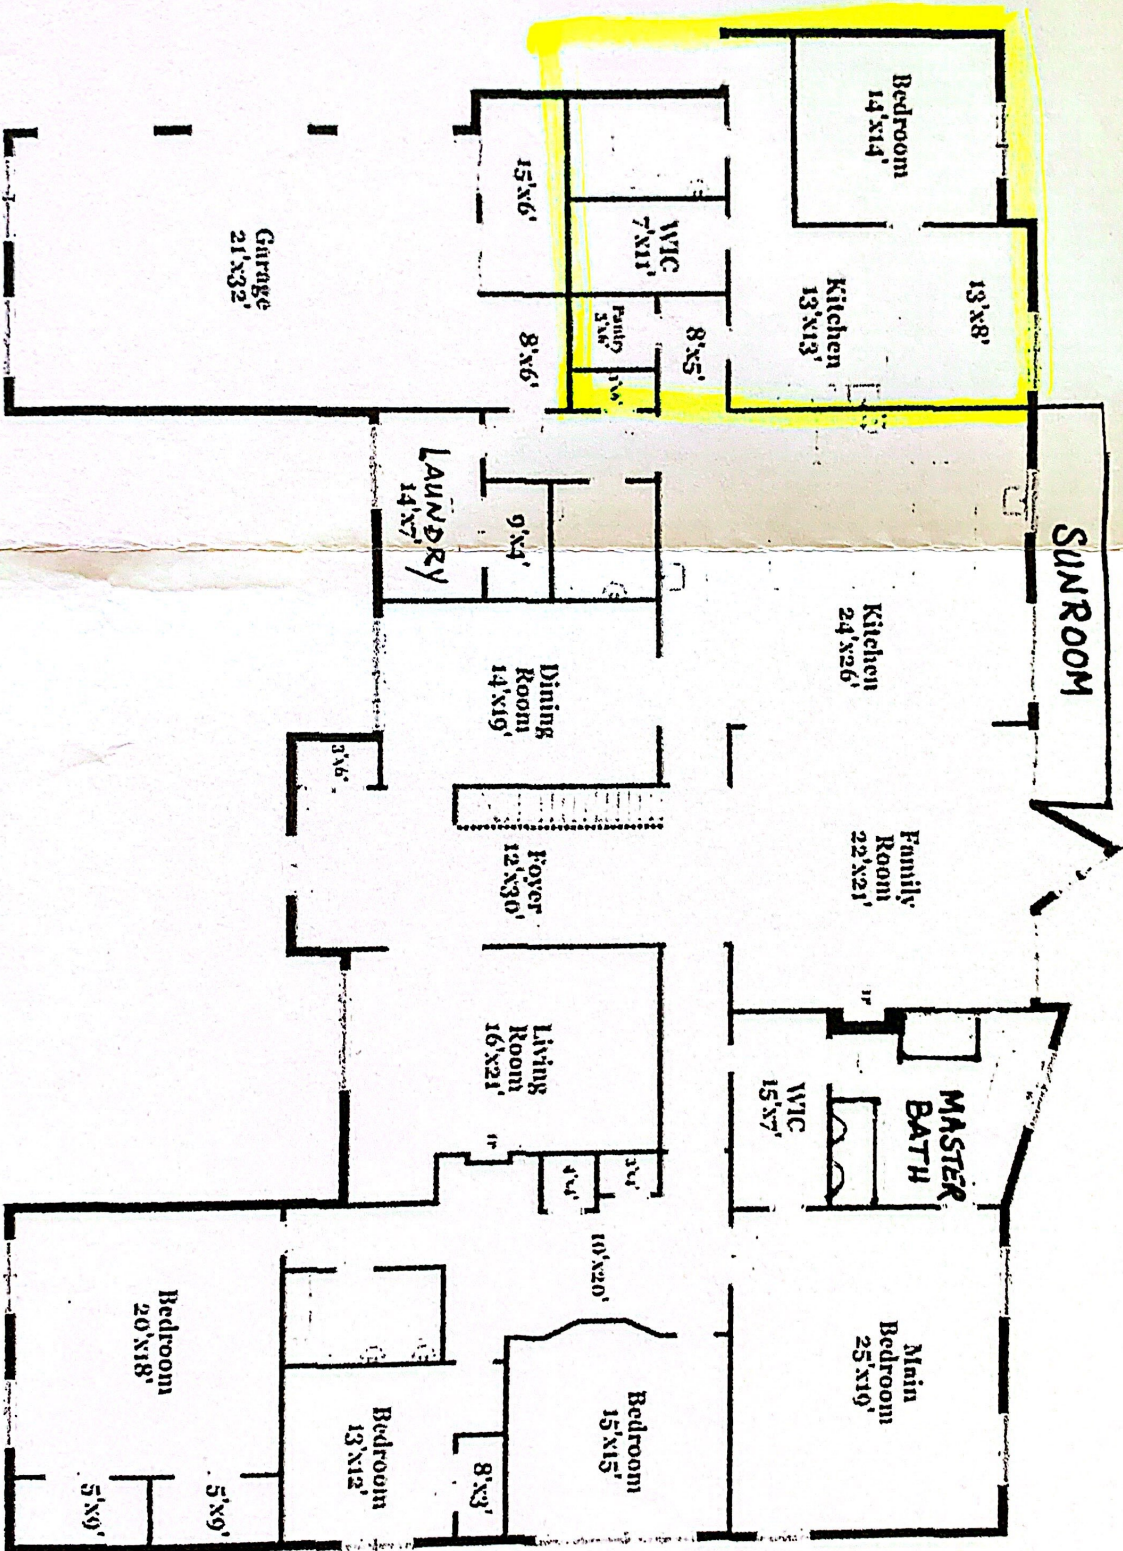 Bedroom
14'x14'
13'x8'
Kitchen
13'x13'
WIC
7'x11'
8'x5'
Pantry
15'x6'
8'x6'
Garage
21'x32'
SUNROOM
Kitchen
24'x26'
LAUNDRY
14'x7'
9'x4'
Dining
Room
14'x19'
3'x6'
Family
Room
22'x21'
Foyer
12'x30'
Living
Room
16'x21'
MASTER
BATH
WIC
15'x7'
4'x4'
3'x4'
10'x20'
Main
Bedroom
25'x19'
Bedroom
15'x15'
8'x3'
Bedroom
13'x12'
Bedroom
20'x18'
5'x9'
5'x9'